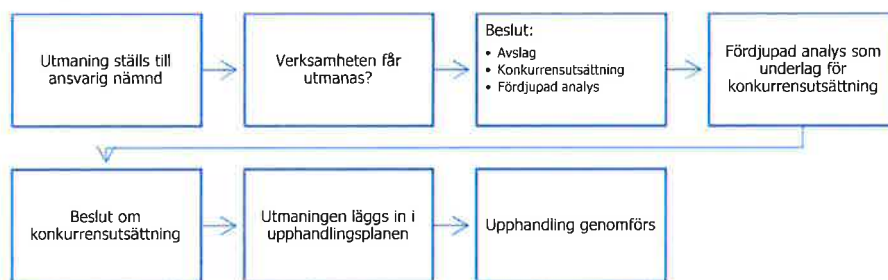 Utmaning ställs till
ansvarig nämnd
Verksamheten får
utmanas?
Beslut:
• Avslag
• Konkurrensutsättning
• Fördjupad analys
Fördjupad analys som
underlag för
konkurrensutsättning
Beslut om
konkurrensutsättning
Utmaningen läggs in i
upphandlingsplanen
Upphandling genomförs